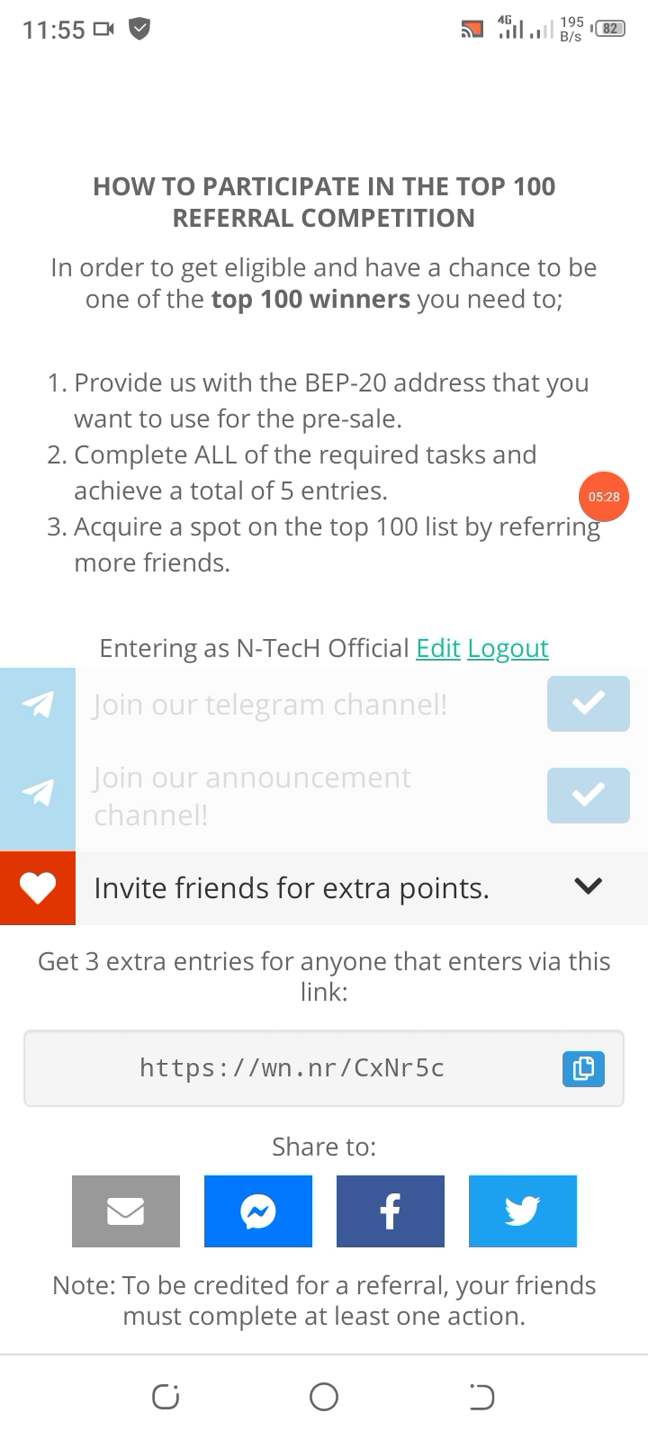 11:55
4G
195
B/s
82
HOW TO PARTICIPATE IN THE TOP 100
REFERRAL COMPETITION
In order to get eligible and have a chance to be
one of the top 100 winners you need to;
1. Provide us with the BEP-20 address that you
want to use for the pre-sale.
2. Complete ALL of the required tasks and
achieve a total of 5 entries.
05:28
3. Acquire a spot on the top 100 list by referring
more friends.
Entering as N-TecH Official Edit Logout
Join our telegram channel!
Join our announcement
channel!
Invite friends for extra points.
Get 3 extra entries for anyone that enters via this
link:
https://wn.nr/CxNr5c
Share to:
Note: To be credited for a referral, your friends
must complete at least one action.